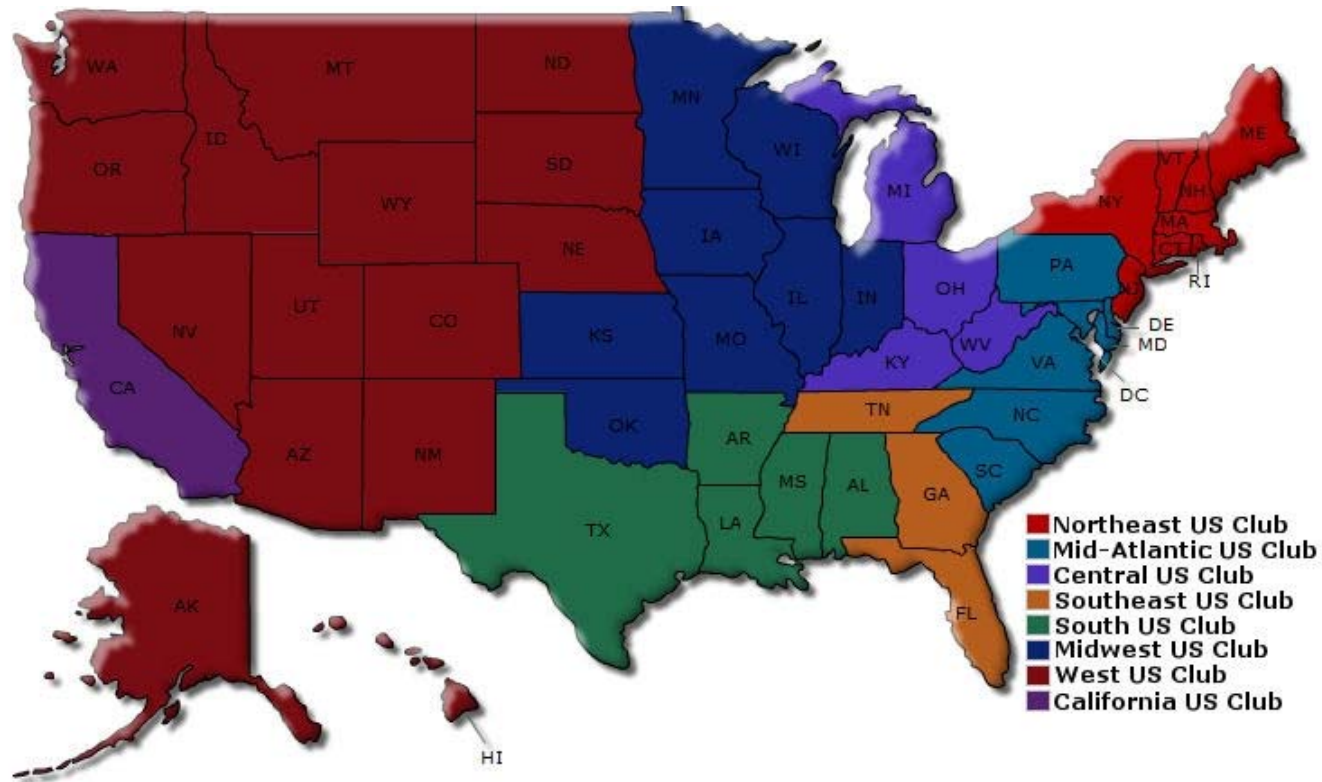 WA
MT
ND
MN
ME
ID
OR
SD
WI
VT
NH
WY
MI
NY
MA
IA
CT
NE
PA
RI
OH
NV
UT
CO
IL
IN
NJ
DE
KS
MO
WV
MD
KY
VA
CA
DC
TN
NC
OK
AR
AZ
NM
SC
MS
AL
GA
TX
LA
FL
AK
HI
Northeast US Club
Mid-Atlantic US Club
Central US Club
Southeast US Club
South US Club
Midwest US Club
West US Club
California US Club